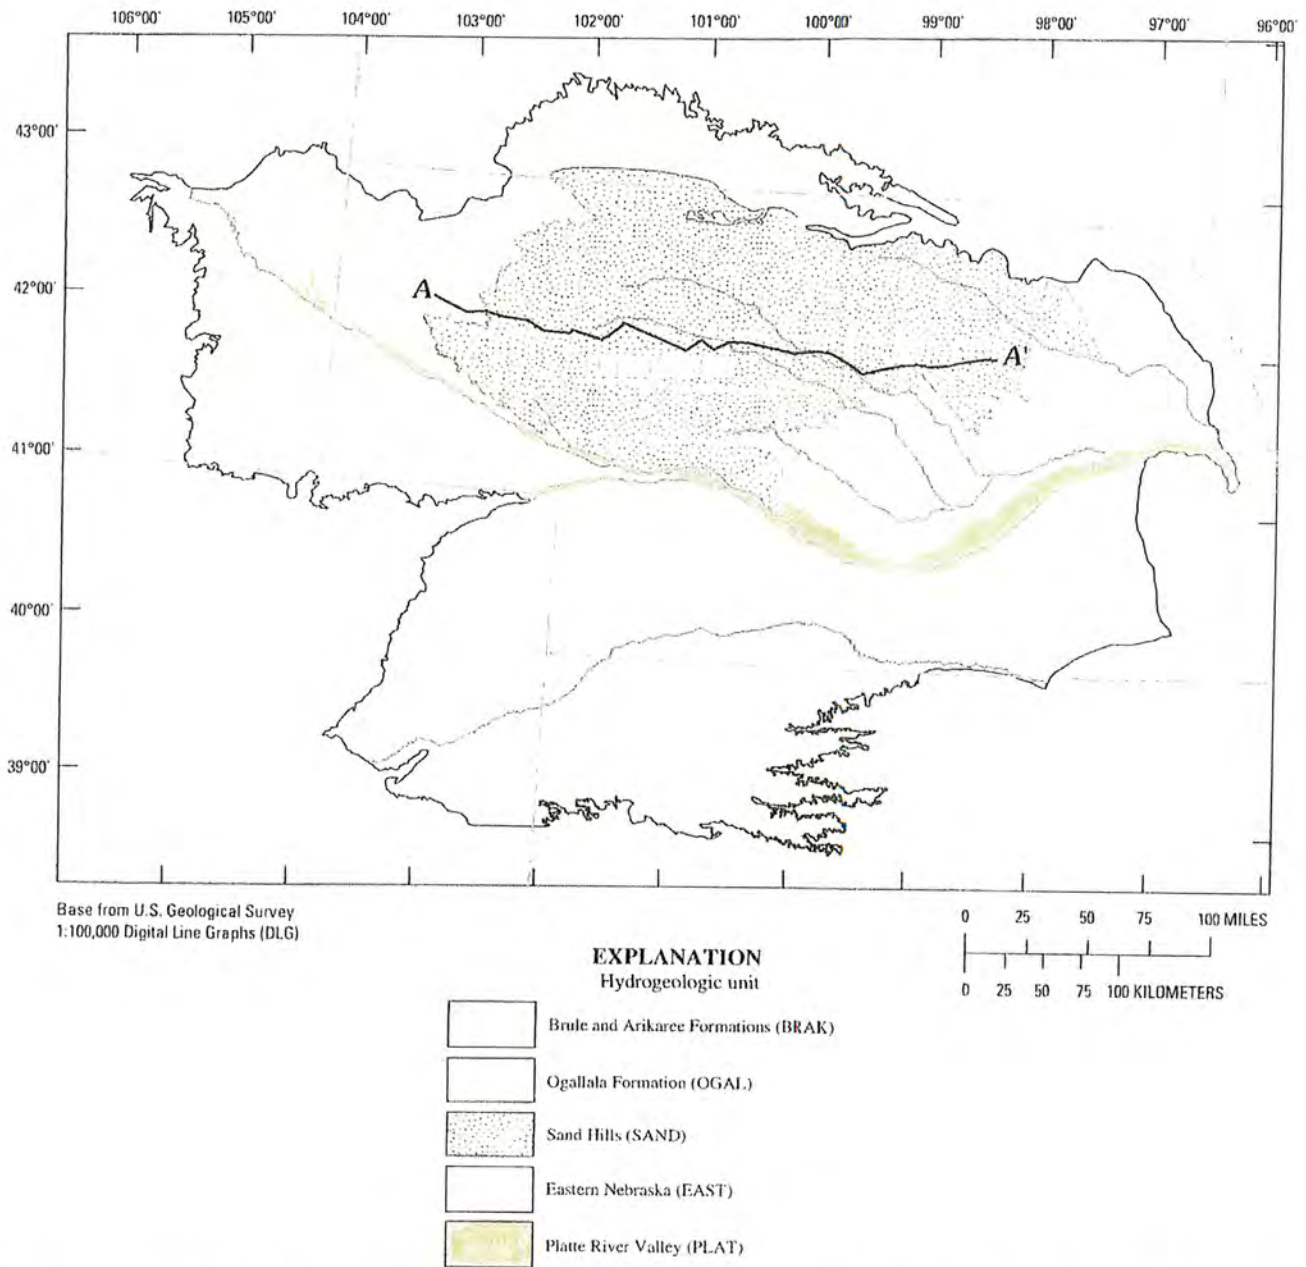 106°00' 105°00' 104°00' 103°00' 102°00' 101°00' 100°00' 99°00' 98°00' 97°00' 96°00'
43°00'
42°00'
A
A'
41°00'
40°00'
39°00'
Base from U.S. Geological Survey
1:100,000 Digital Line Graphs (DLG)
0 25 50 75 100 MILES
0 25 50 75 100 KILOMETERS
EXPLANATION
Hydrogeologic unit
Brule and Arikaree Formations (BRAK)
Ogallala Formation (OGAL)
Sand Hills (SAND)
Eastern Nebraska (EAST)
Platte River Valley (PLAT)